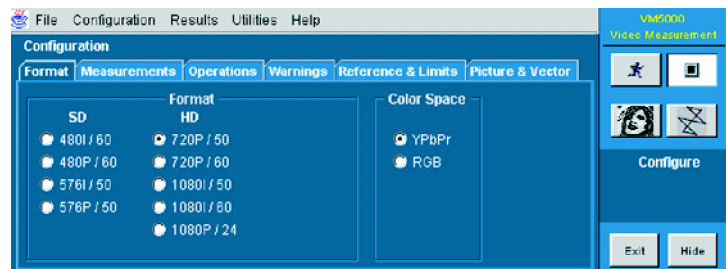 File Configuration Results Utilities Help
VM5000
Video Measurement
Configuration
Format Measurements Operations Warnings Reference & Limits Picture & Vector
Format
Color Space
SD HD
480I / 60 720P / 50 YPbPr
480P / 60 720P / 60 RGB
576I / 50 1080I / 50
576P / 50 1080I / 60
1080P / 24
Configure
Exit Hide